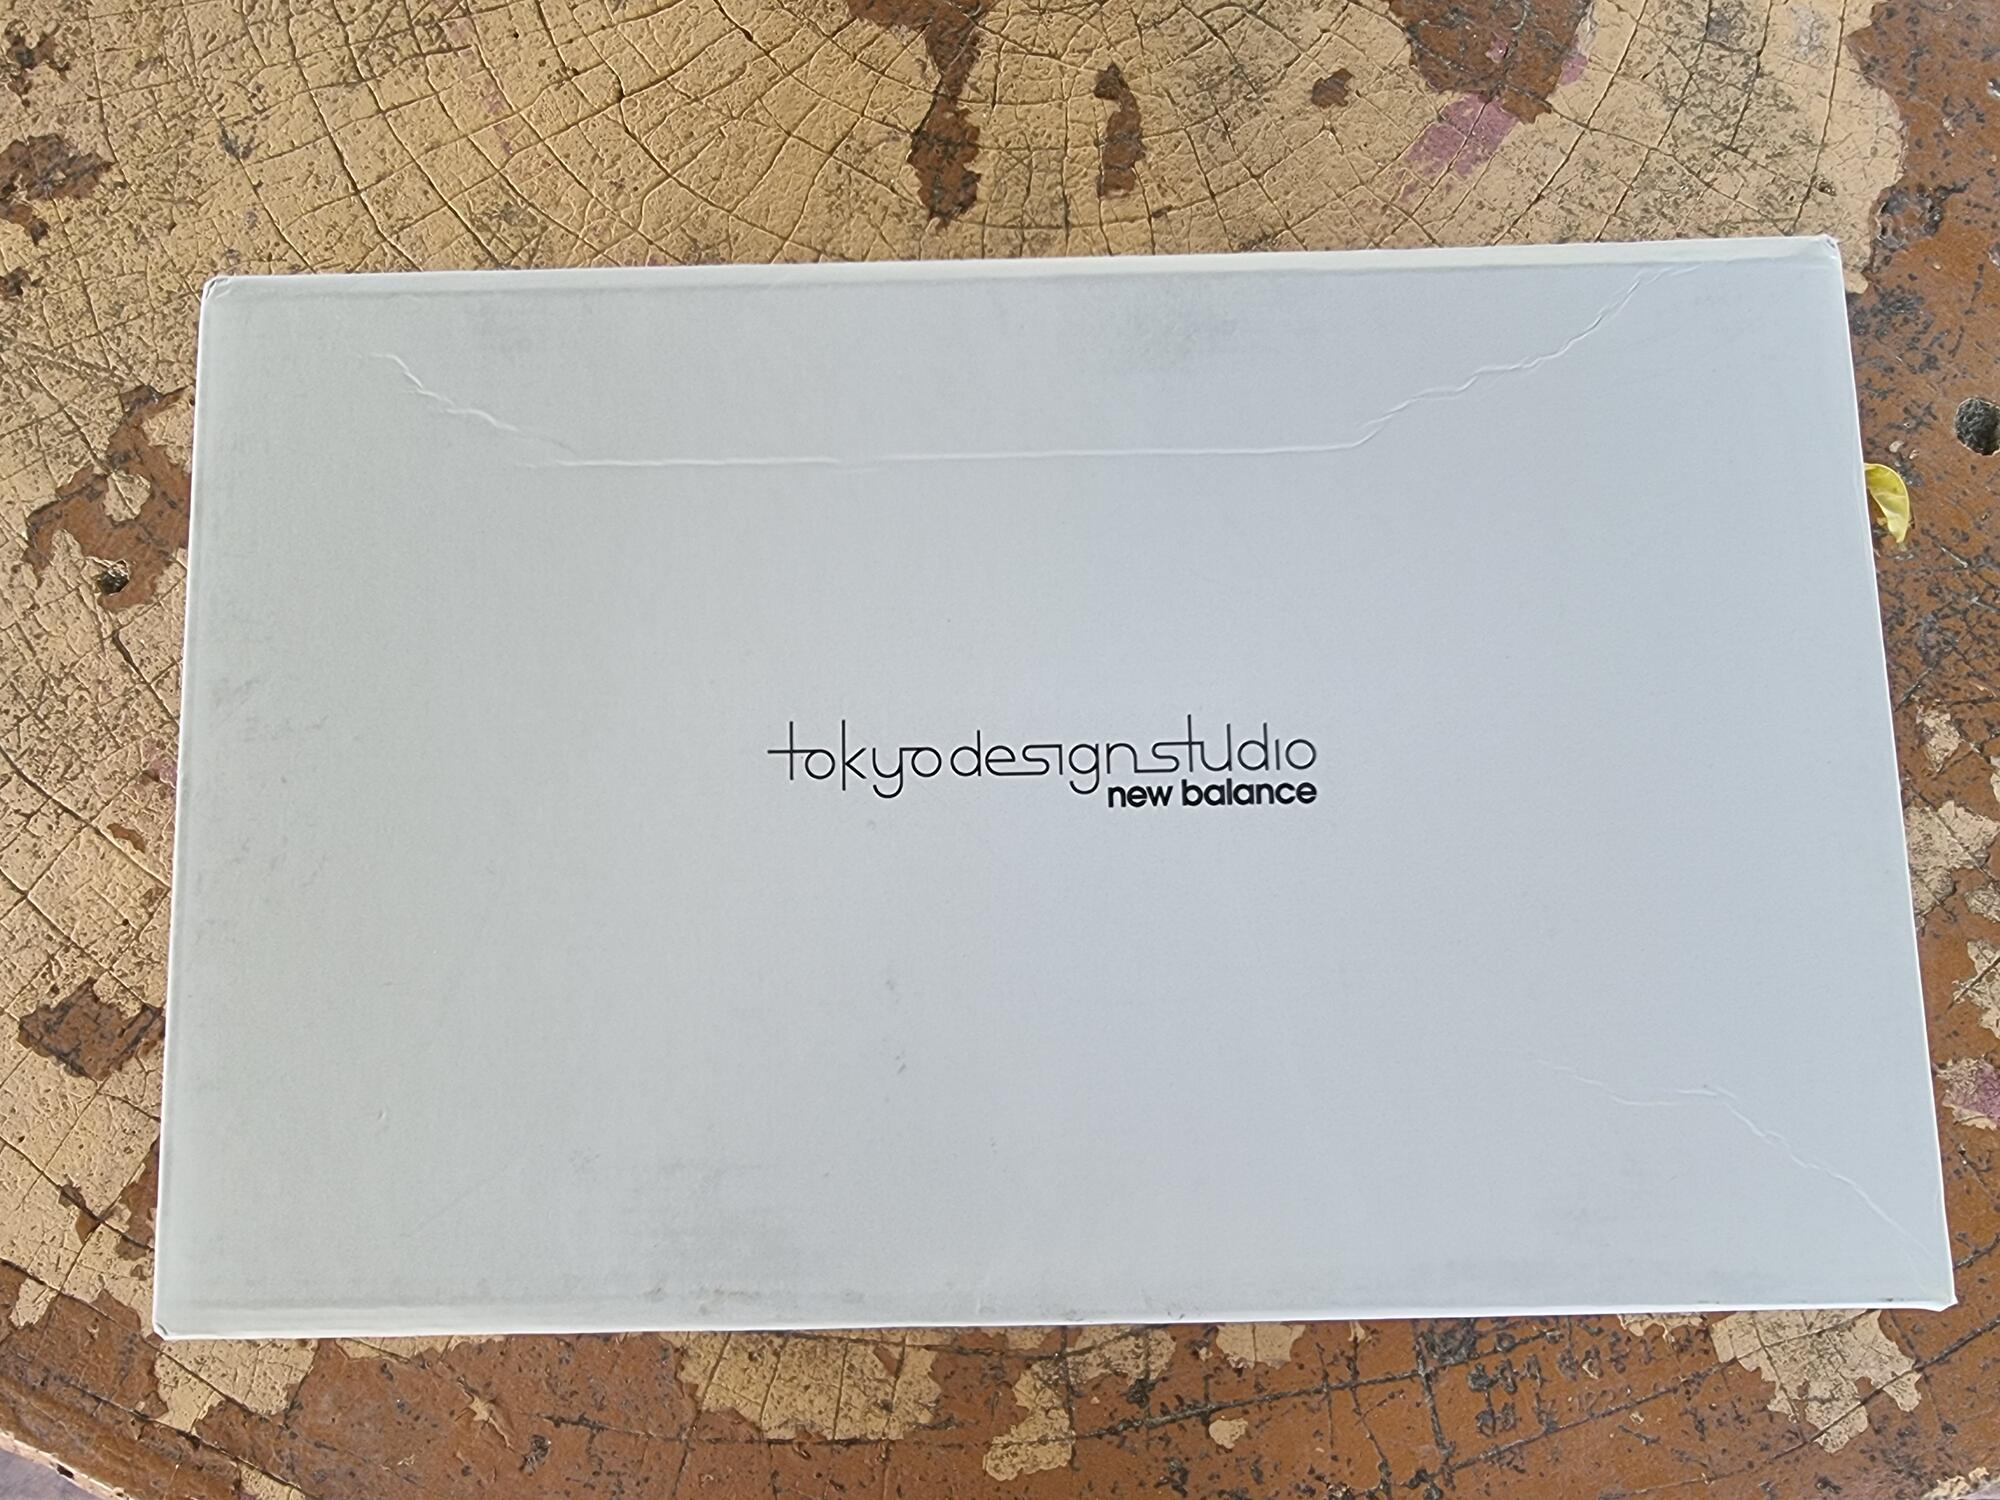 tokyodesignstudio
new balance